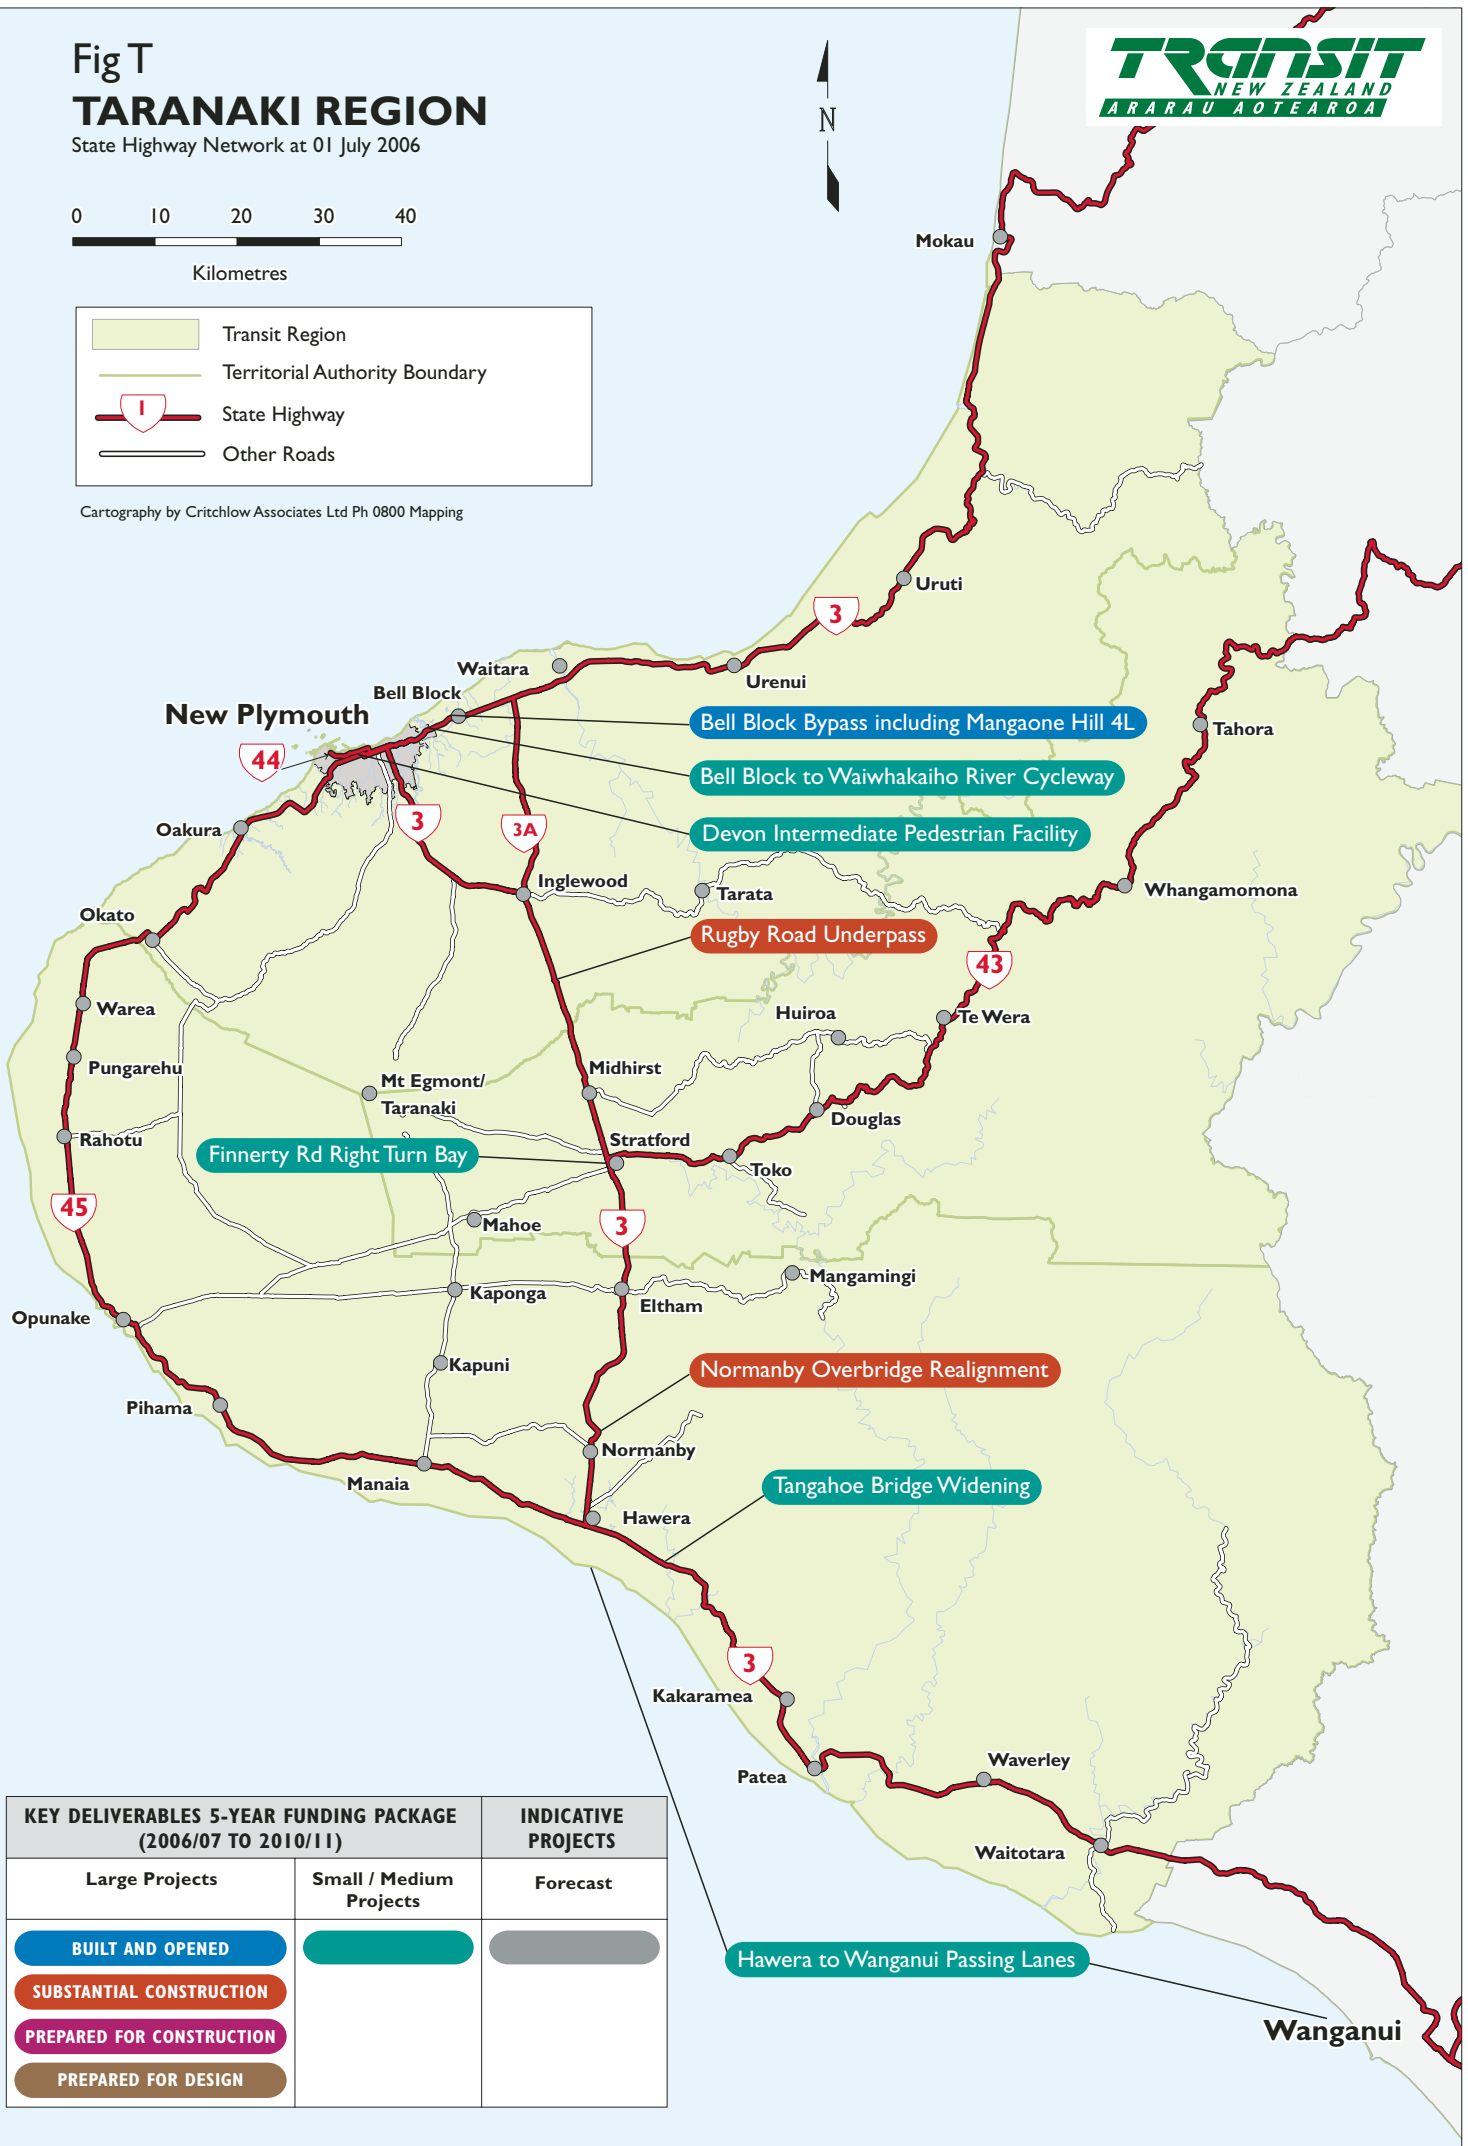 Fig T
TARANAKI REGION
State Highway Network at 01 July 2006
0 10 20 30 40
Kilometres
Transit Region
Territorial Authority Boundary
1
State Highway
Other Roads
Cartography by Critchlow Associates Ltd Ph 0800 Mapping
N
TRANSIT
NEW ZEALAND
ARARAU AOTEAROA
Mokau
Uruti
3
Waitara
Urenui
Bell Block
New Plymouth
Bell Block Bypass including Mangaone Hill 4L
Tahora
44
Bell Block to Waiwhakaiho River Cycleway
3
3A
Oakura
Devon Intermediate Pedestrian Facility
Inglewood
Tarata
Whangamomona
Okato
Rugby Road Underpass
43
Warea
Huiroa
Te Wera
Pungarehu
Mt Egmont/
Taranaki
Midhirst
Douglas
Rahotu
Stratford
Finnerty Rd Right Turn Bay
Toko
45
Mahoe
3
Mangamingi
Kaponga
Eltham
Opunake
Kapuni
Normanby Overbridge Realignment
Pihama
Normanby
Manaia
Tangahoe Bridge Widening
Hawera
3
Kakaramea
Patea
Waverley
Waitotara
Hawera to Wanganui Passing Lanes
Wanganui
KEY DELIVERABLES 5-YEAR FUNDING PACKAGE
(2006/07 TO 2010/11)
INDICATIVE
PROJECTS
Large Projects
Small / Medium
Projects
Forecast
BUILT AND OPENED
SUBSTANTIAL CONSTRUCTION
PREPARED FOR CONSTRUCTION
PREPARED FOR DESIGN